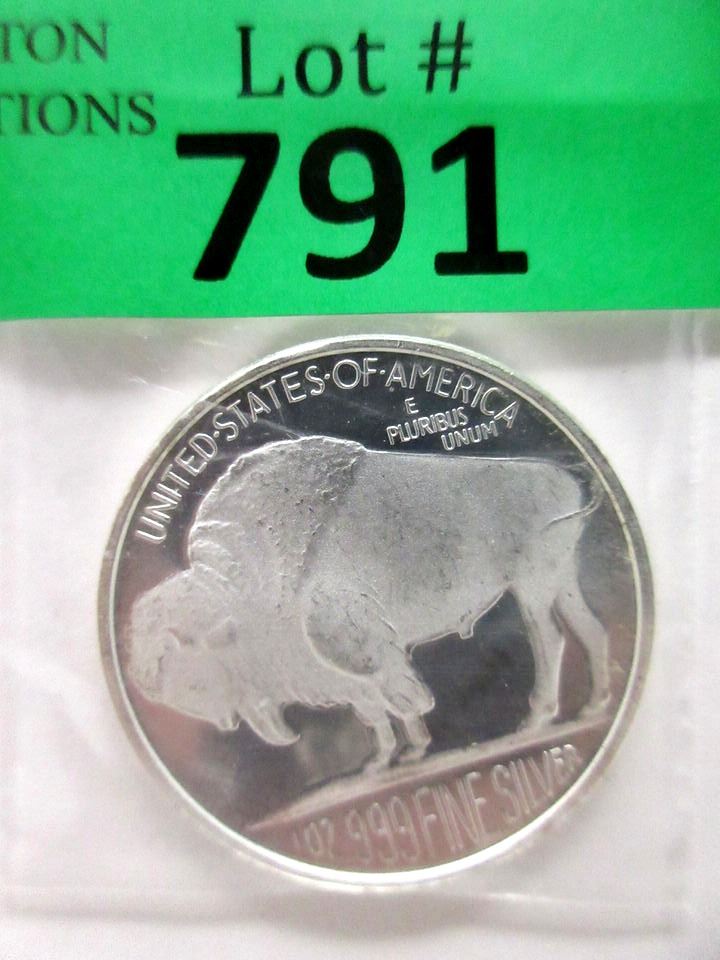 TON
TIONS
Lot #
791
UNITED·STATES·OF·AMERICA
E
PLURIBUS
UNUM
1 OZ 999 FINE SILVER